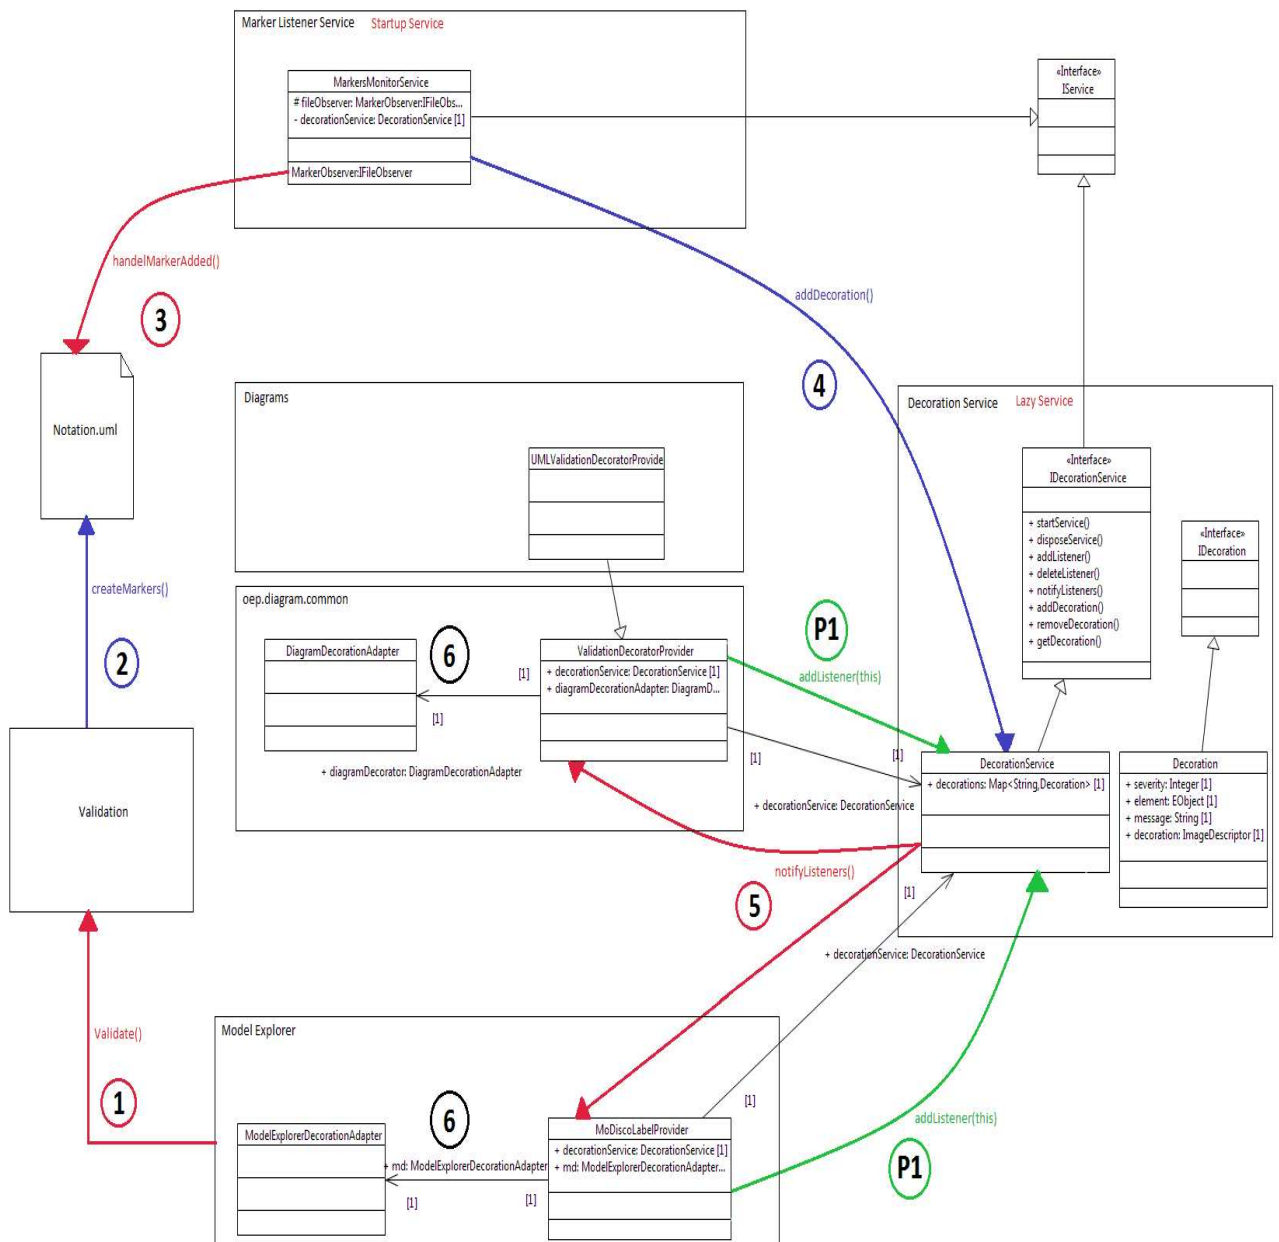 Marker Listener Service Startup Service
MarkersMonitorService
# fileObserver: MarkerObserver:IFileObs...
- decorationService: DecorationService [1]
MarkerObserver:IFileObserver
«Interface»
IService
handelMarkerAdded()
3
addDecoration()
4
Notation.uml
Diagrams
UMLValidationDecoratorProvide
Decoration Service Lazy Service
«Interface»
IDecorationService
+ startService()
+ disposeService()
+ addListener()
+ deleteListener()
+ notifyListeners()
+ addDecoration()
+ removeDecoration()
+ getDecoration()
«Interface»
IDecoration
createMarkers()
2
oep.diagram.common
DiagramDecorationAdapter
6
[1]
[1]
+ diagramDecorator: DiagramDecorationAdapter
ValidationDecoratorProvider
+ decorationService: DecorationService [1]
+ diagramDecorationAdapter: DiagramD...
P1
addListener(this)
[1]
[1]
+ decorationService: DecorationService
DecorationService
+ decorations: Map<String,Decoration> [1]
Decoration
+ severity: Integer [1]
+ element: EObject [1]
+ message: String [1]
+ decoration: ImageDescriptor [1]
Validation
notifyListeners()
5
[1]
+ decorationService: DecorationService
Validate()
1
Model Explorer
ModelExplorerDecorationAdapter
6
+ md: ModelExplorerDecorationAdapter
[1]
[1]
MoDiscoLabelProvider
+ decorationService: DecorationService [1]
+ md: ModelExplorerDecorationAdapter...
[1]
addListener(this)
P1